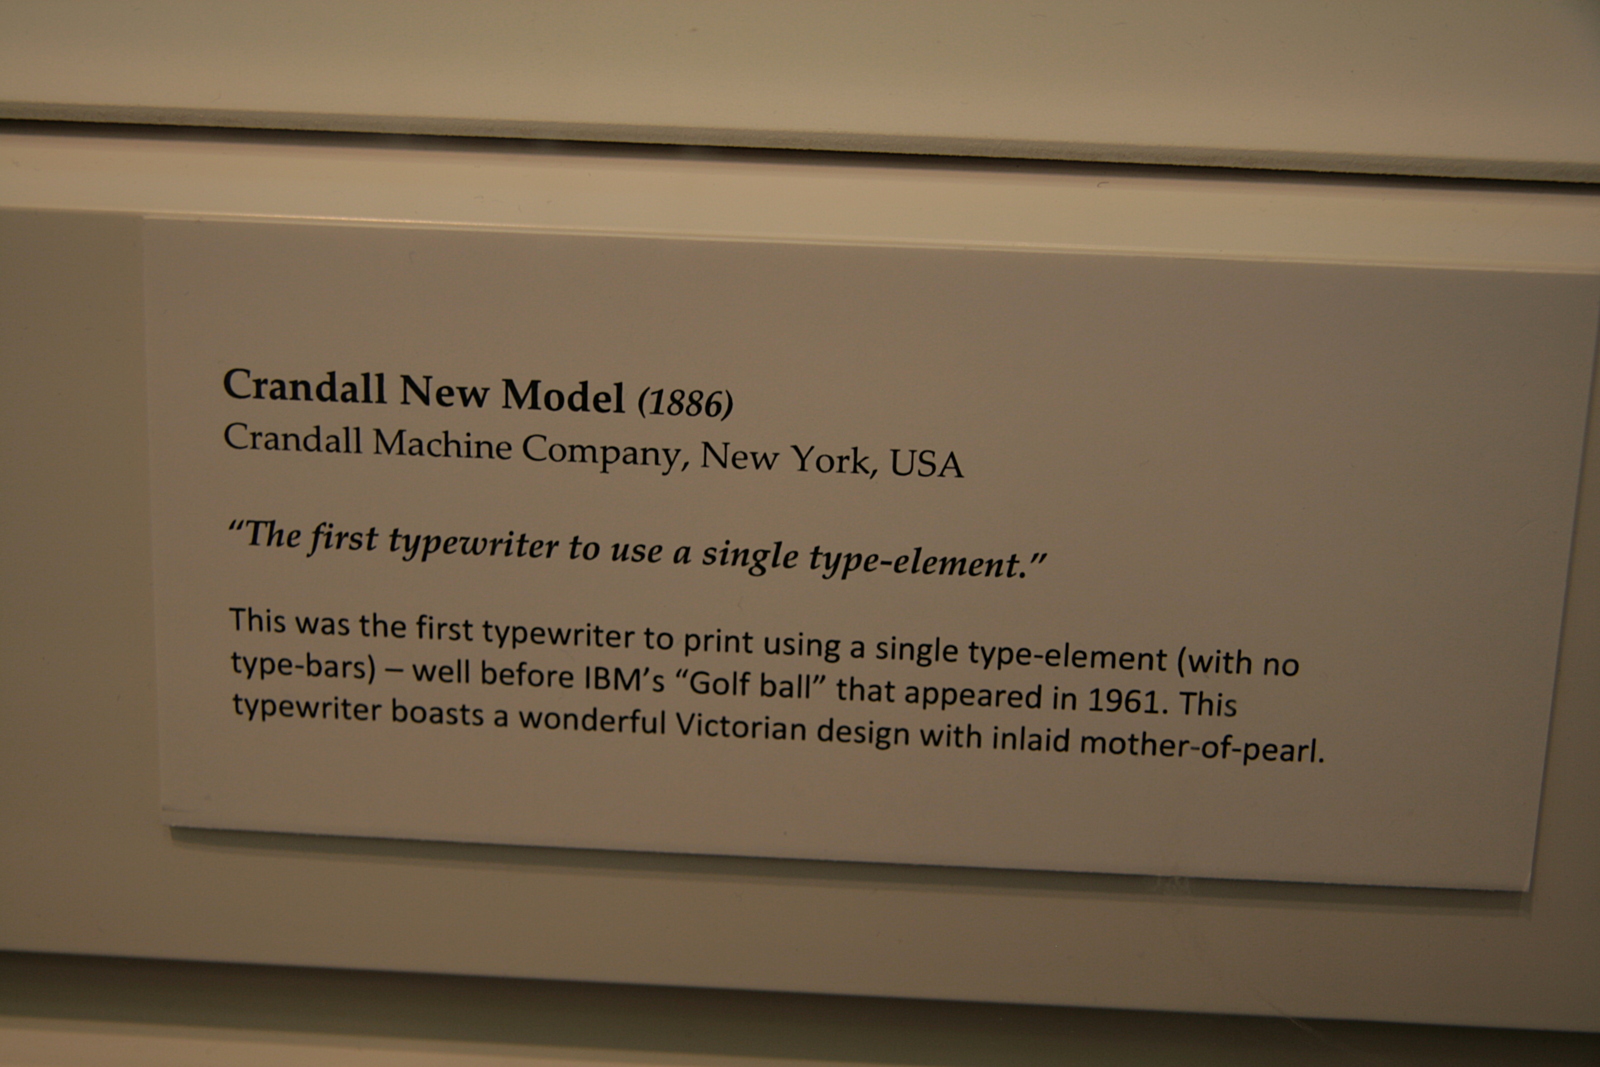 Crandall New Model (1886)
Crandall Machine Company, New York, USA
“The first typewriter to use a single type-element.”
This was the first typewriter to print using a single type-element (with no
type-bars) – well before IBM’s “Golf ball” that appeared in 1961. This
typewriter boasts a wonderful Victorian design with inlaid mother-of-pearl.